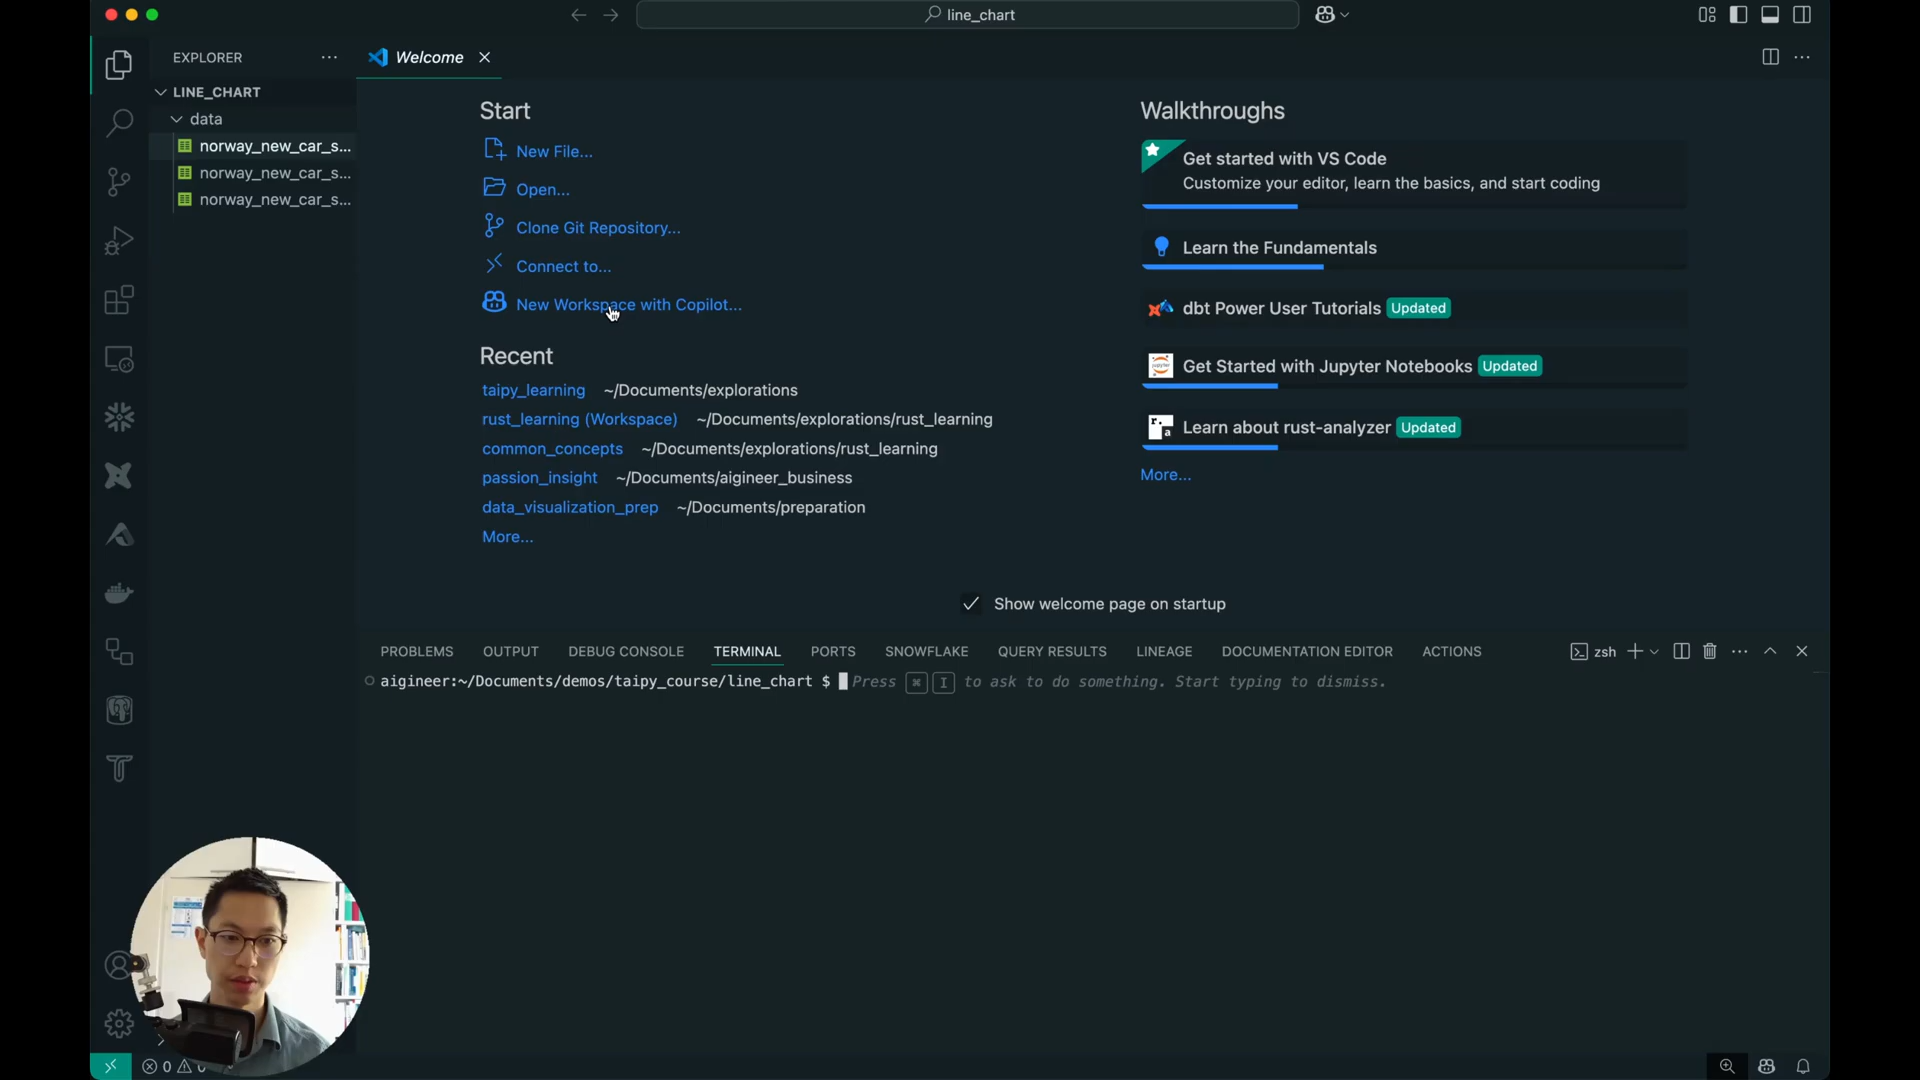 line_chart
EXPLORER
Welcome
LINE_CHART
data
norway_new_car_s...
norway_new_car_s...
norway_new_car_s...
Start
New File...
Open...
Clone Git Repository...
Connect to...
New Workspace with Copilot...
Recent
taipy_learning ~/Documents/explorations
rust_learning (Workspace) ~/Documents/explorations/rust_learning
common_concepts ~/Documents/explorations/rust_learning
passion_insight ~/Documents/aigineer_business
data_visualization_prep ~/Documents/preparation
More...
Walkthroughs
Get started with VS Code
Customize your editor, learn the basics, and start coding
Learn the Fundamentals
dbt Power User Tutorials Updated
Get Started with Jupyter Notebooks Updated
Learn about rust-analyzer Updated
More...
Show welcome page on startup
PROBLEMS OUTPUT DEBUG CONSOLE TERMINAL PORTS SNOWFLAKE QUERY RESULTS LINEAGE DOCUMENTATION EDITOR ACTIONS zsh
aigineer:~/Documents/demos/taipy_course/line_chart $ Press ⌘ I to ask to do something. Start typing to dismiss.
0